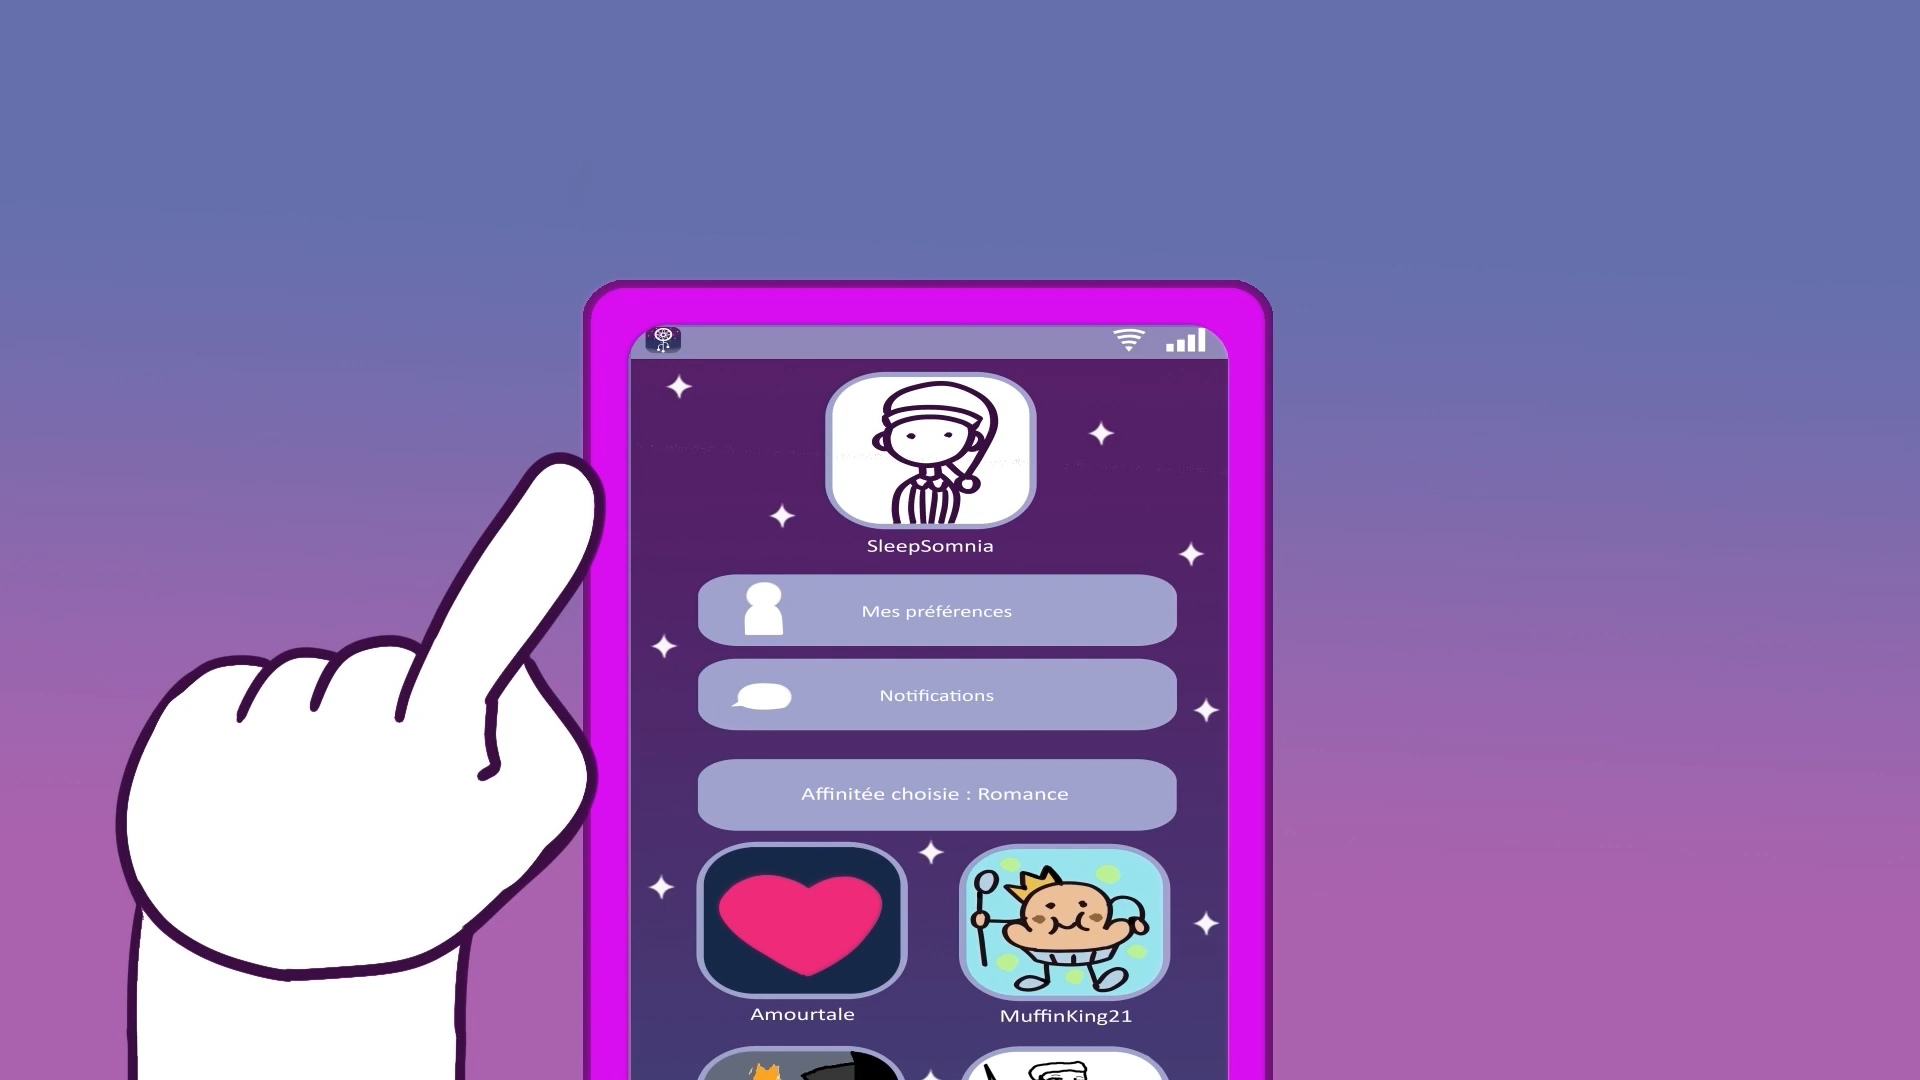 SleepSomnia
Mes préférences
Notifications
Affinitée choisie : Romance
Amourtale
MuffinKing21